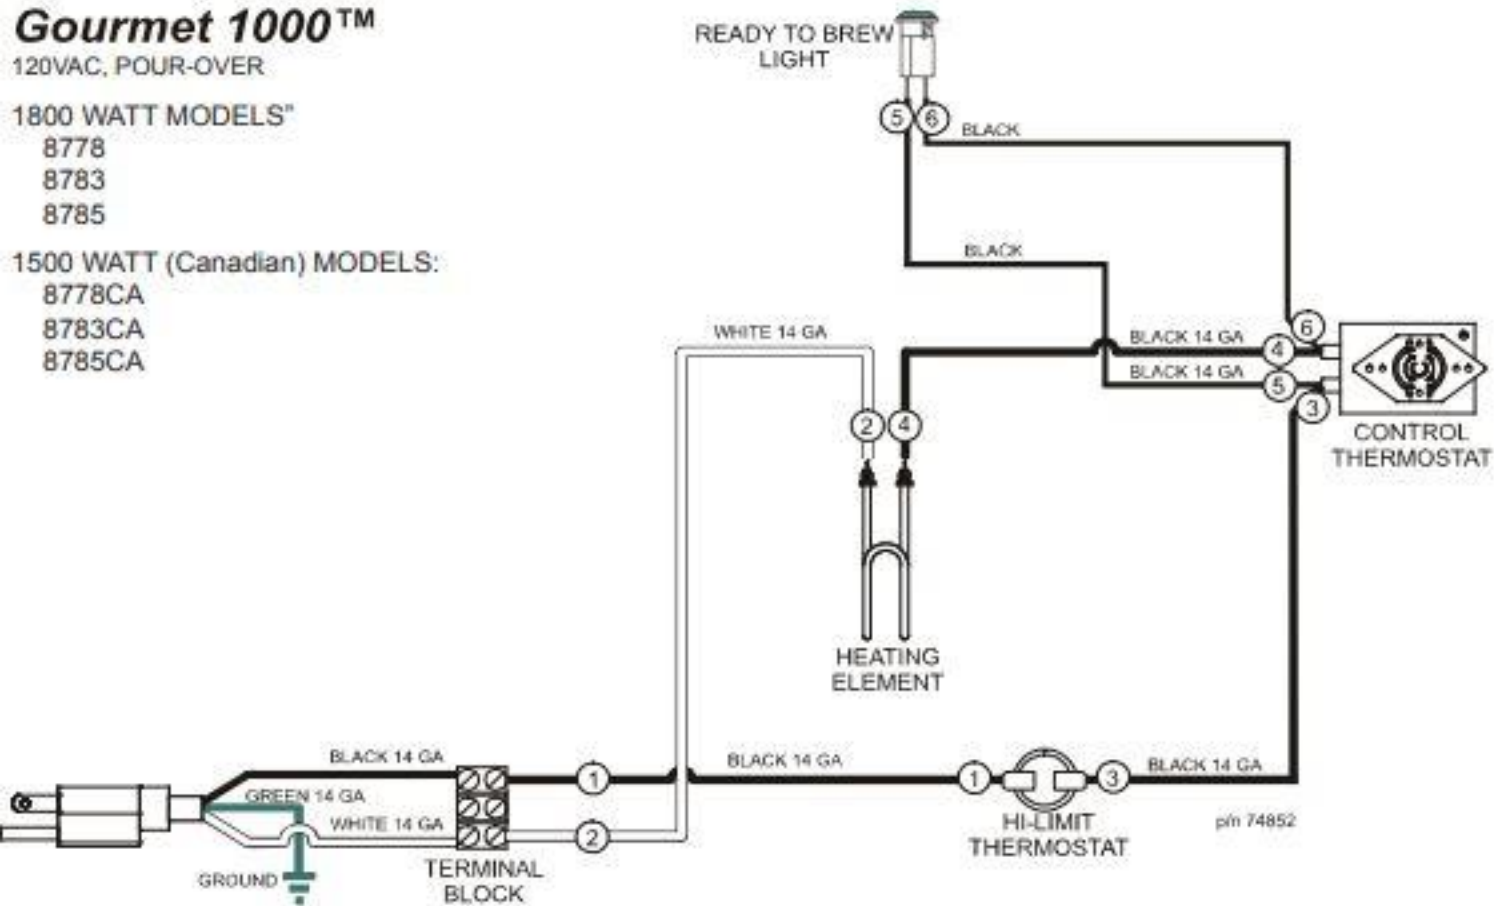 Gourmet 1000™
120VAC, POUR-OVER
1800 WATT MODELS"
8778
8783
8785
1500 WATT (Canadian) MODELS:
8778CA
8783CA
8785CA
READY TO BREW
LIGHT
5
6
BLACK
BLACK
WHITE 14 GA
BLACK 14 GA
6
4
BLACK 14 GA
5
3
CONTROL
THERMOSTAT
2
4
HEATING
ELEMENT
BLACK 14 GA
GREEN 14 GA
WHITE 14 GA
GROUND
TERMINAL
BLOCK
1
2
BLACK 14 GA
1
3
BLACK 14 GA
HI-LIMIT
THERMOSTAT
p/n 74852